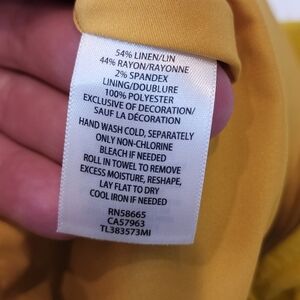 54% LINEN/LIN
44% RAYON/RAYONNE
2% SPANDEX
LINING/DOUBLURE
100% POLYESTER
EXCLUSIVE OF DECORATION/
SAUF LA DÉCORATION
HAND WASH COLD, SEPARATELY
ONLY NON-CHLORINE
BLEACH IF NEEDED
ROLL IN TOWEL TO REMOVE
EXCESS MOISTURE, RESHAPE,
LAY FLAT TO DRY
COOL IRON IF NEEDED
RN58665
CA57963
TL383573MI